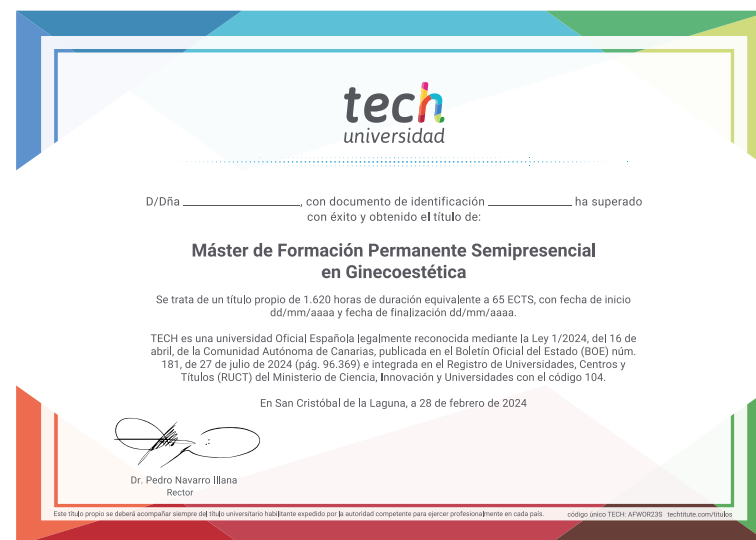 tech
universidad
D/Dña ________________, con documento de identificación ____________ ha superado
con éxito y obtenido el título de:
Máster de Formación Permanente Semipresencial
en Ginecoestética
Se trata de un título propio de 1.620 horas de duración equivalente a 65 ECTS, con fecha de inicio
dd/mm/aaaa y fecha de finalización dd/mm/aaaa.
TECH es una universidad Oficial Española legalmente reconocida mediante la Ley 1/2024, del 16 de
abril, de la Comunidad Autónoma de Canarias, publicada en el Boletín Oficial del Estado (BOE) núm.
181, de 27 de julio de 2024 (pág. 96.369) e integrada en el Registro de Universidades, Centros y
Títulos (RUCT) del Ministerio de Ciencia, Innovación y Universidades con el código 104.
En San Cristóbal de la Laguna, a 28 de febrero de 2024
Dr. Pedro Navarro Illana
Rector
Este título propio se deberá acompañar siempre del título universitario habilitante expedido por la autoridad competente para ejercer profesionalmente en cada país. código único TECH: AFWOR23S techtitute.com/titulos